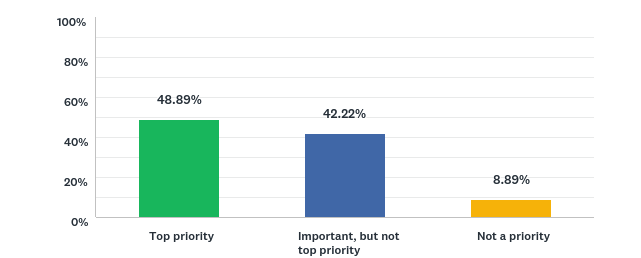 100%
80%
60%
40%
20%
0%
48.89%
42.22%
8.89%
Top priority
Important, but not
top priority
Not a priority